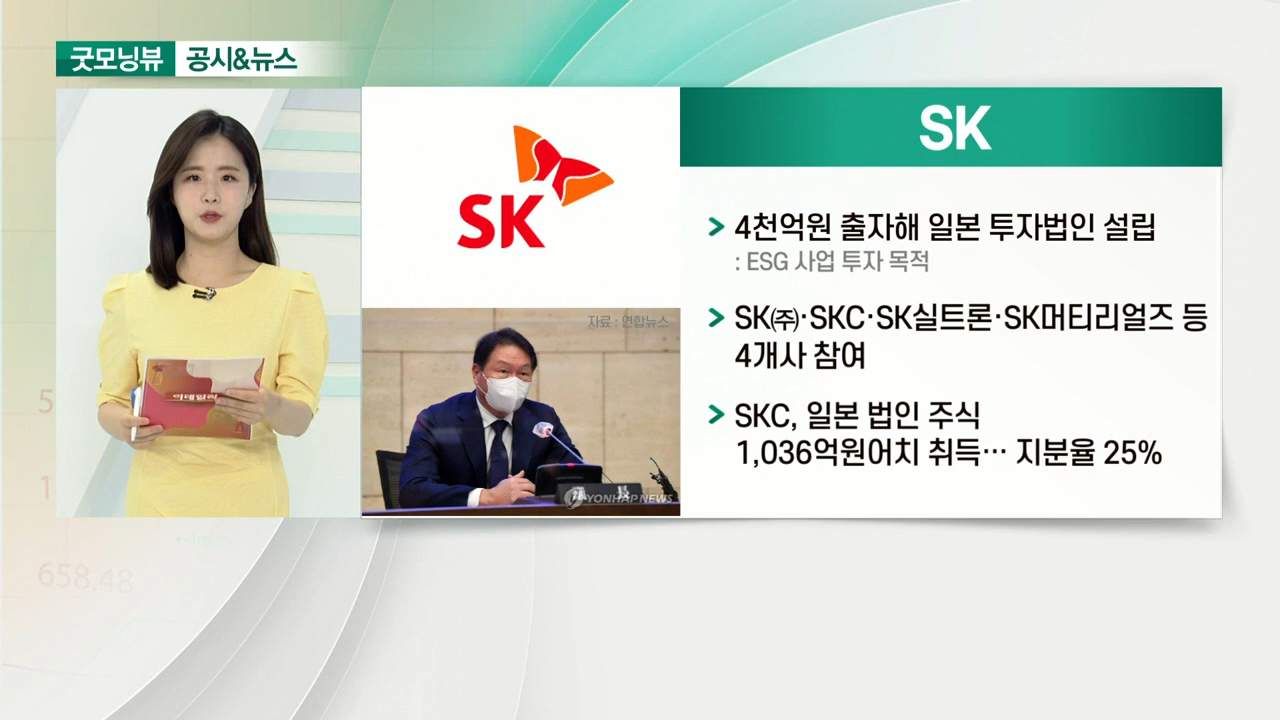 굿모닝뷰 공시&뉴스
SK
SK
4천억원 출자해 일본 투자법인 설립
: ESG 사업 투자 목적
SK㈜·SKC·SK실트론·SK머티리얼즈 등
4개사 참여
SKC, 일본 법인 주식
1,036억원어치 취득… 지분율 25%
자료 : 연합뉴스
YONHAP NEWS
이데일리
658.48